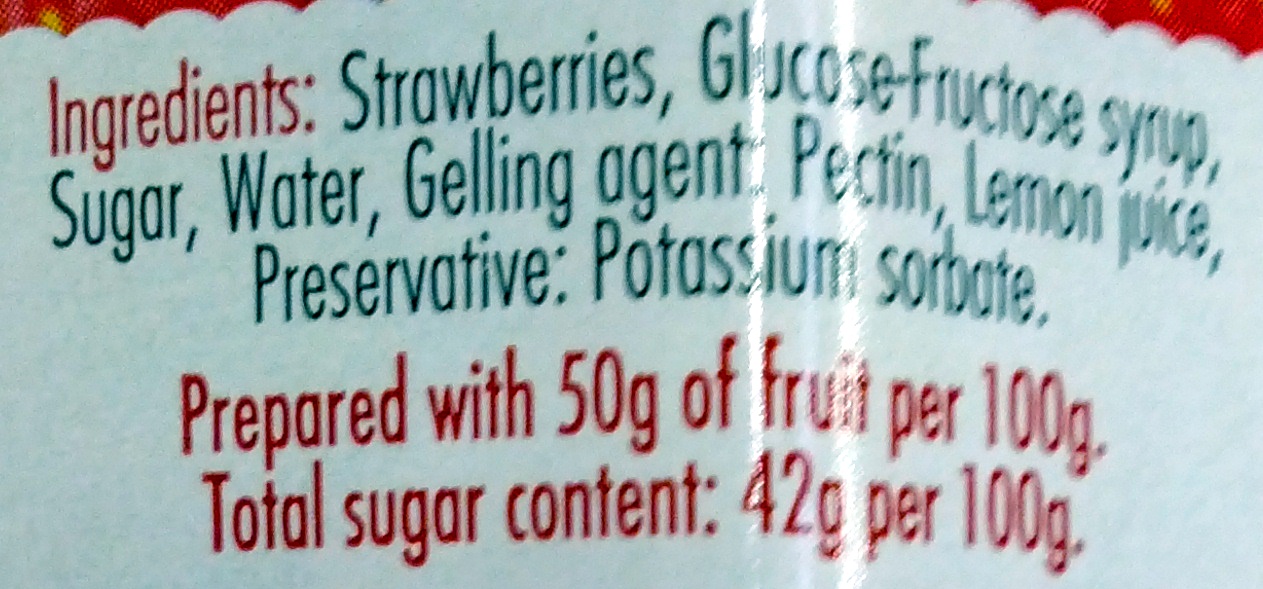 Ingredients: Strawberries, Glucose-Fructose syrup,
Sugar, Water, Gelling agent: Pectin, Lemon juice,
Preservative: Potassium sorbate.
Prepared with 50g of fruit per 100g.
Total sugar content: 42g per 100g.